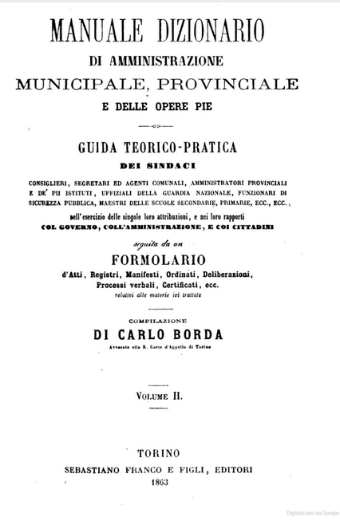 MANUALE DIZIONARIO
DI AMMINISTRAZIONE
MUNICIPALE, PROVINCIALE
E DELLE OPERE PIE
GUIDA TEORICO-PRATICA
DEI SINDACI
CONSIGLIERI, SEGRETARI ED AGENTI COMUNALI, AMMINISTRATORI PROVINCIALI
E DE' PII ISTITUTI, UFFIZIALI DELLA GUARDIA NAZIONALE, FUNZIONARI DI
SICUREZZA PUBBLICA, MAESTRI DELLE SCUOLE SECONDARIE, PRIMARIE, ECC., ECC.,
nell'esercizio delle singole loro attribuzioni, e nei loro rapporti
COL GOVERNO, COLL'AMMINISTRAZIONE, E COI CITTADINI
seguita da un
FORMOLARIO
d'Atti, Registri, Manifesti, Ordinati, Deliberazioni,
Processi verbali, Certificati, ecc.
relativi alle materie ivi trattate
COMPILAZIONE
DI CARLO BORDA
Avvocato alla R. Corte d'Appello di Torino
VOLUME II.
TORINO
SEBASTIANO FRANCO E FIGLI, EDITORI
1863
Digitalizzato da Google